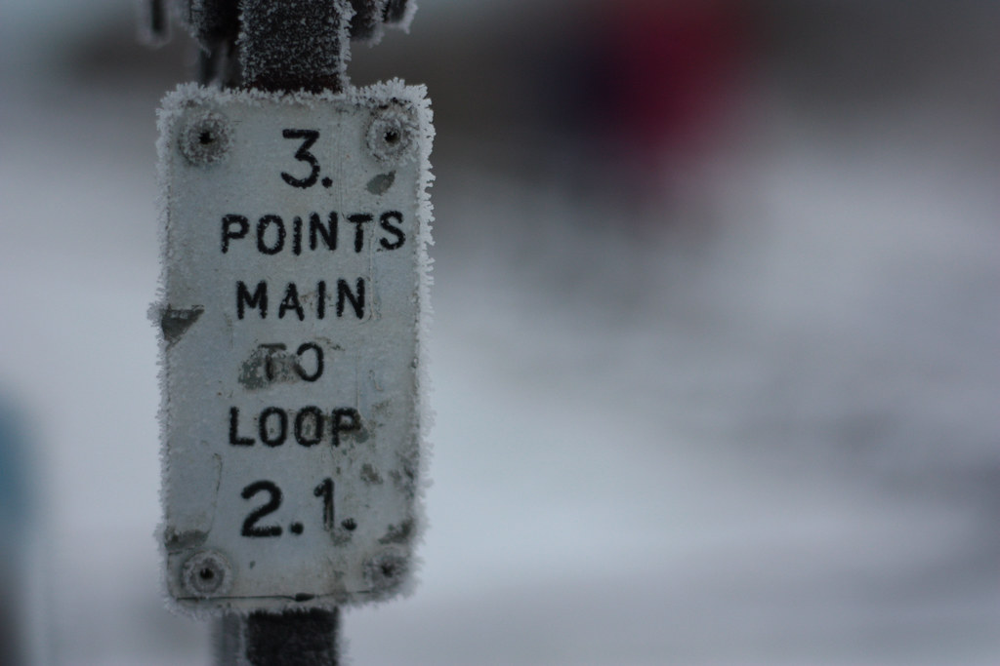 3.
POINTS
MAIN
TO
LOOP
2.1.